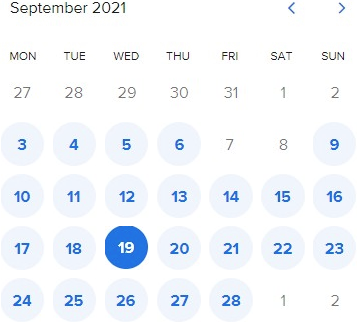 September 2021
MON TUE WED THU FRI SAT SUN
27 28 29 30 31 1 2
3 4 5 6 7 8 9
10 11 12 13 14 15 16
17 18 19 20 21 22 23
24 25 26 27 28 1 2